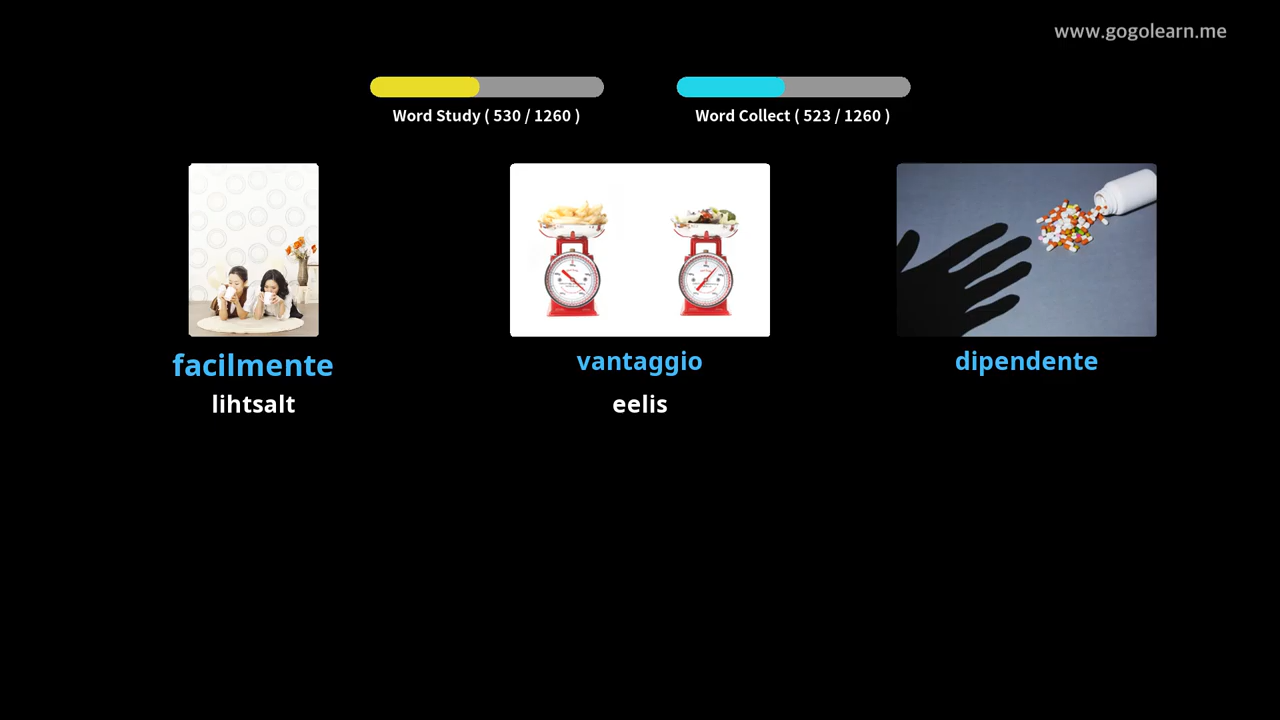 www.gogolearn.me
Word Study ( 530 / 1260 )
Word Collect ( 523 / 1260 )
facilmente
vantaggio
dipendente
lihtsalt
eelis